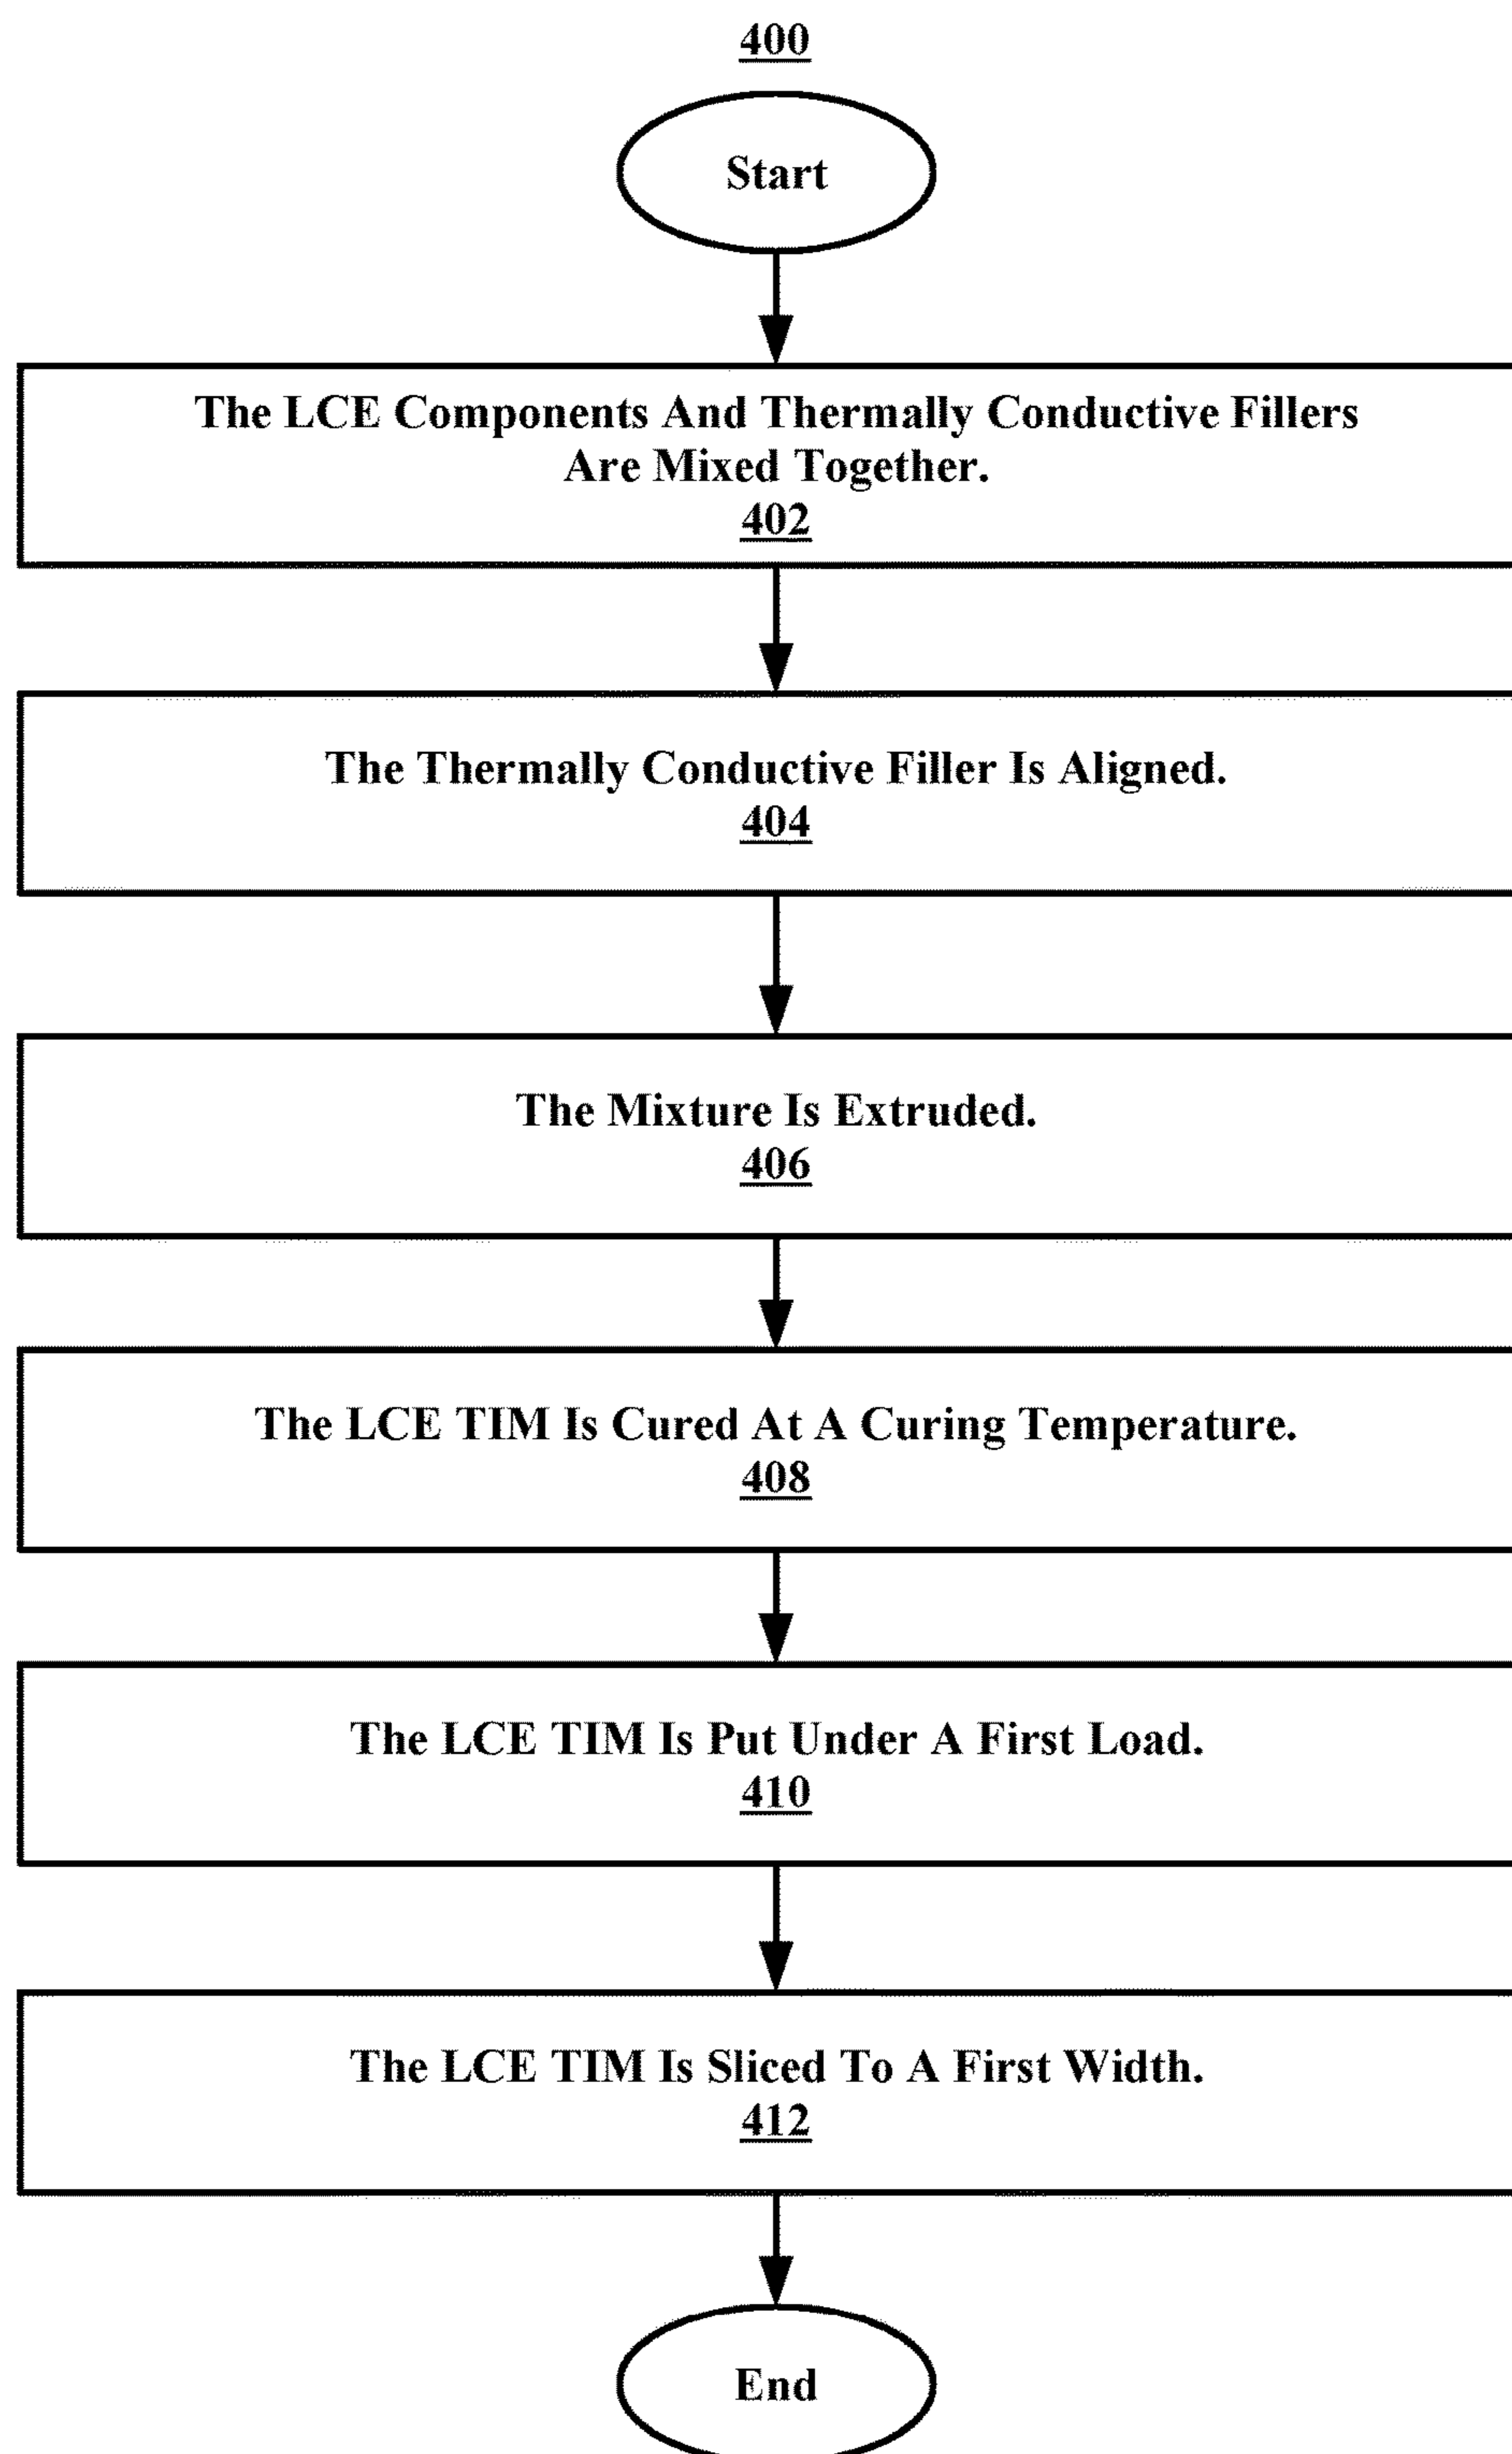 400
Start
The LCE Components And Thermally Conductive Fillers
Are Mixed Together.
402
The Thermally Conductive Filler Is Aligned.
404
The Mixture Is Extruded.
406
The LCE TIM Is Cured At A Curing Temperature.
408
The LCE TIM Is Put Under A First Load.
410
The LCE TIM Is Sliced To A First Width.
412
End